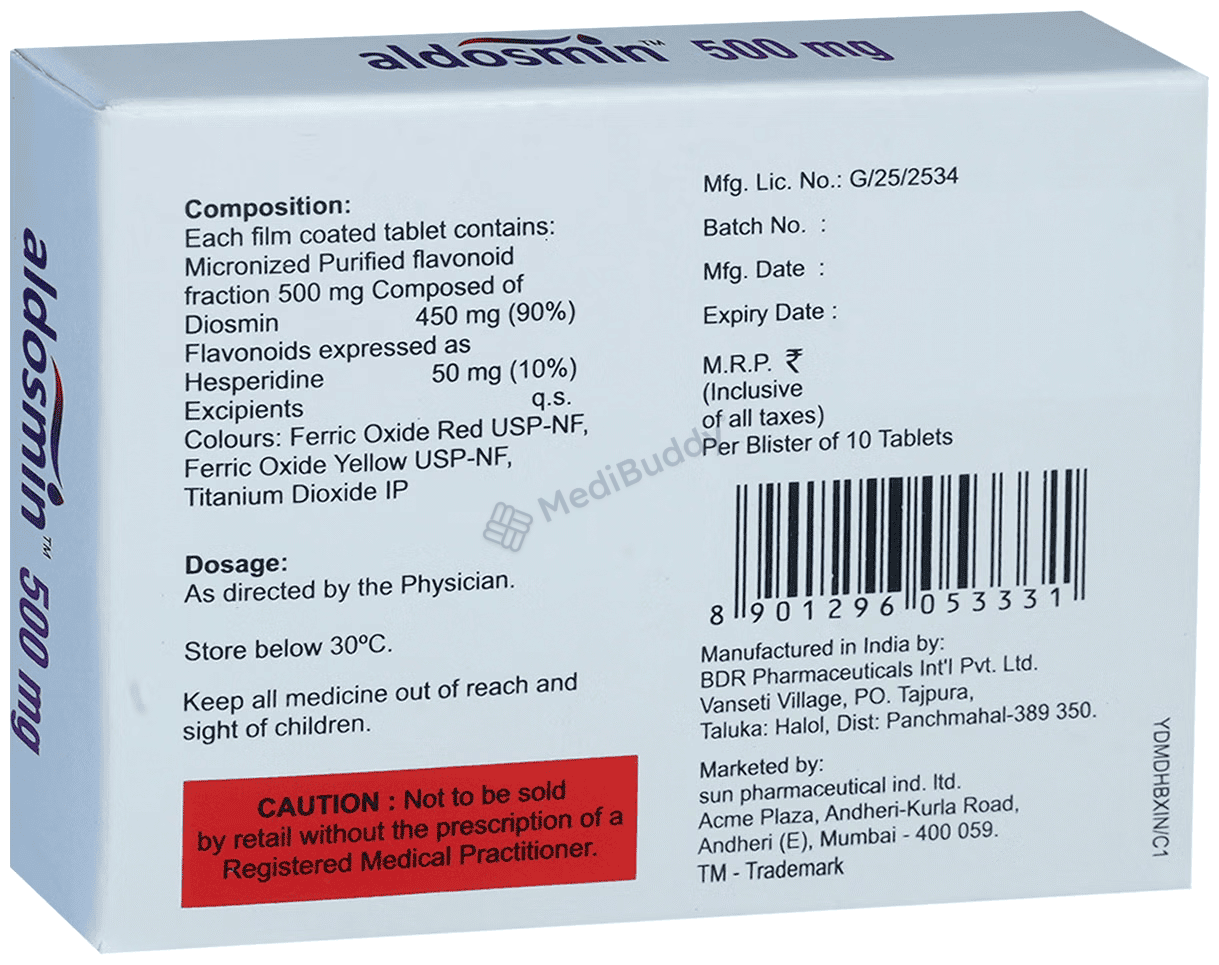 aldosmin™ 500 mg
aldosmin™ 500 mg
Composition:
Each film coated tablet contains:
Micronized Purified flavonoid
fraction 500 mg Composed of
Diosmin 450 mg (90%)
Flavonoids expressed as
Hesperidine 50 mg (10%)
Excipients q.s.
Colours: Ferric Oxide Red USP-NF,
Ferric Oxide Yellow USP-NF,
Titanium Dioxide IP
Dosage:
As directed by the Physician.
Store below 30ºC.
Keep all medicine out of reach and
sight of children.
CAUTION : Not to be sold
by retail without the prescription of a
Registered Medical Practitioner.
Mfg. Lic. No.: G/25/2534
Batch No. :
Mfg. Date :
Expiry Date :
M.R.P. ₹
(Inclusive
of all taxes)
Per Blister of 10 Tablets
MediBuddy
8 901296 053331
Manufactured in India by:
BDR Pharmaceuticals Int'l Pvt. Ltd.
Vanseti Village, PO. Tajpura,
Taluka: Halol, Dist: Panchmahal-389 350.
Marketed by:
sun pharmaceutical ind. ltd.
Acme Plaza, Andheri-Kurla Road,
Andheri (E), Mumbai - 400 059.
TM - Trademark
YDMDHBXIN/C1